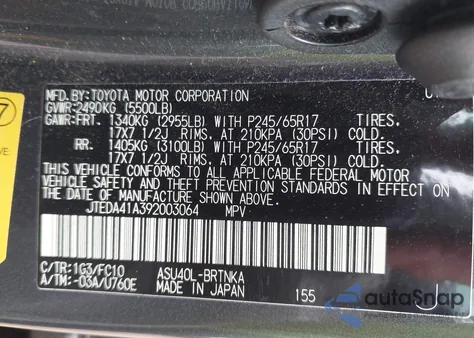 MFD.BY:TOYOTA MOTOR CORPORATION
GVWR:2490KG (5500LB)
GAWR:FRT. 1340KG (2955LB) WITH P245/65R17 TIRES.
17X7 1/2J RIMS, AT 210KPA (30PSI) COLD.
RR. 1405KG (3100LB) WITH P245/65R17 TIRES.
17X7 1/2J RIMS, AT 210KPA (30PSI) COLD.
THIS VEHICLE CONFORMS TO ALL APPLICABLE FEDERAL MOTOR
VEHICLE SAFETY AND THEFT PREVENTION STANDARDS IN EFFECT ON
THE DATE OF MANUFACTURE SHOWN ABOVE.
JTEDA41A392003064 MPV
C/TR:1G3/FC10 ASU40L-BRTNKA
A/TM:-03A/U760E MADE IN JAPAN 155 J
autoSnap